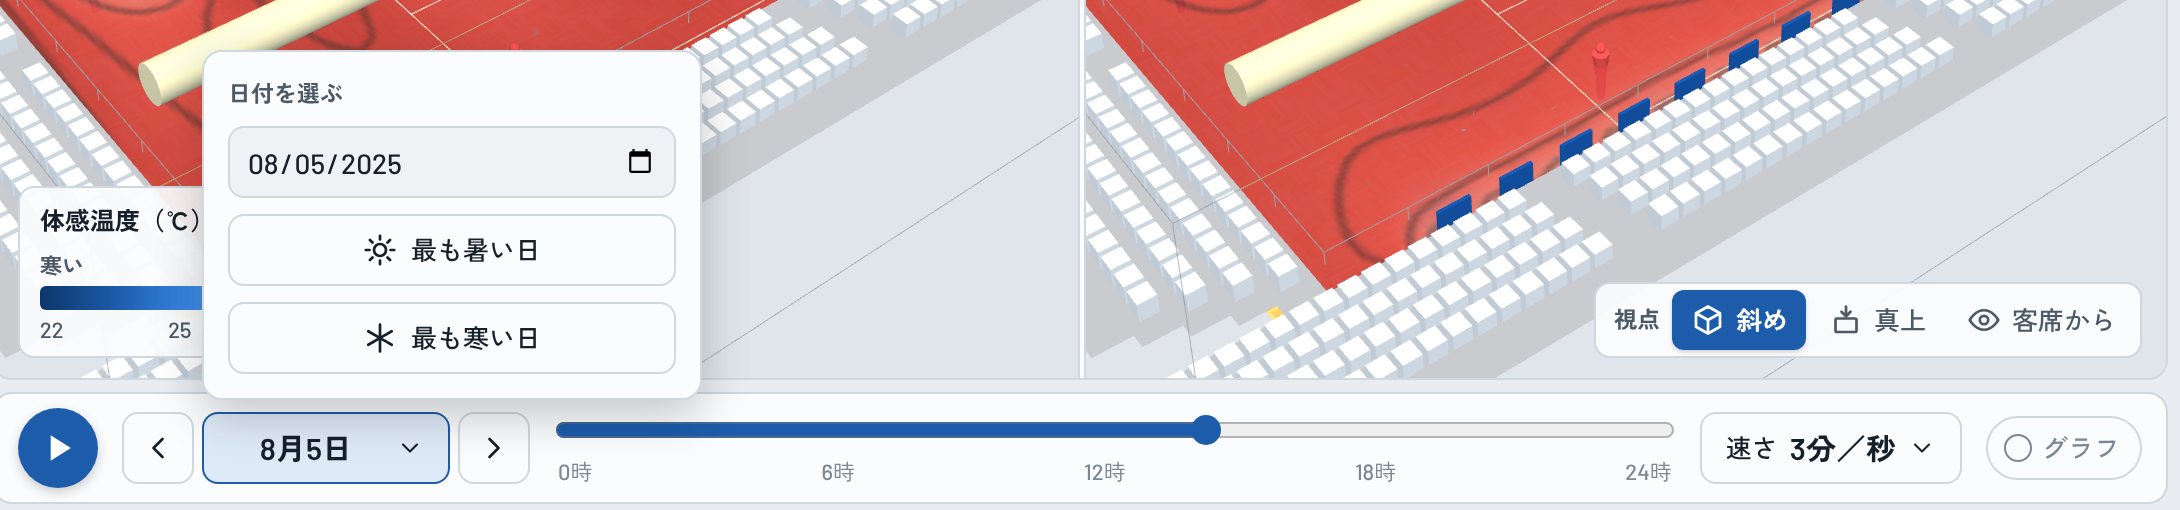 日付を選ぶ
08/05/2025
最も暑い日
最も寒い日
体感温度（℃）
寒い
22 25
視点 斜め 真上 客席から
8月5日
0時 6時 12時 18時 24時
速さ 3分／秒
グラフ